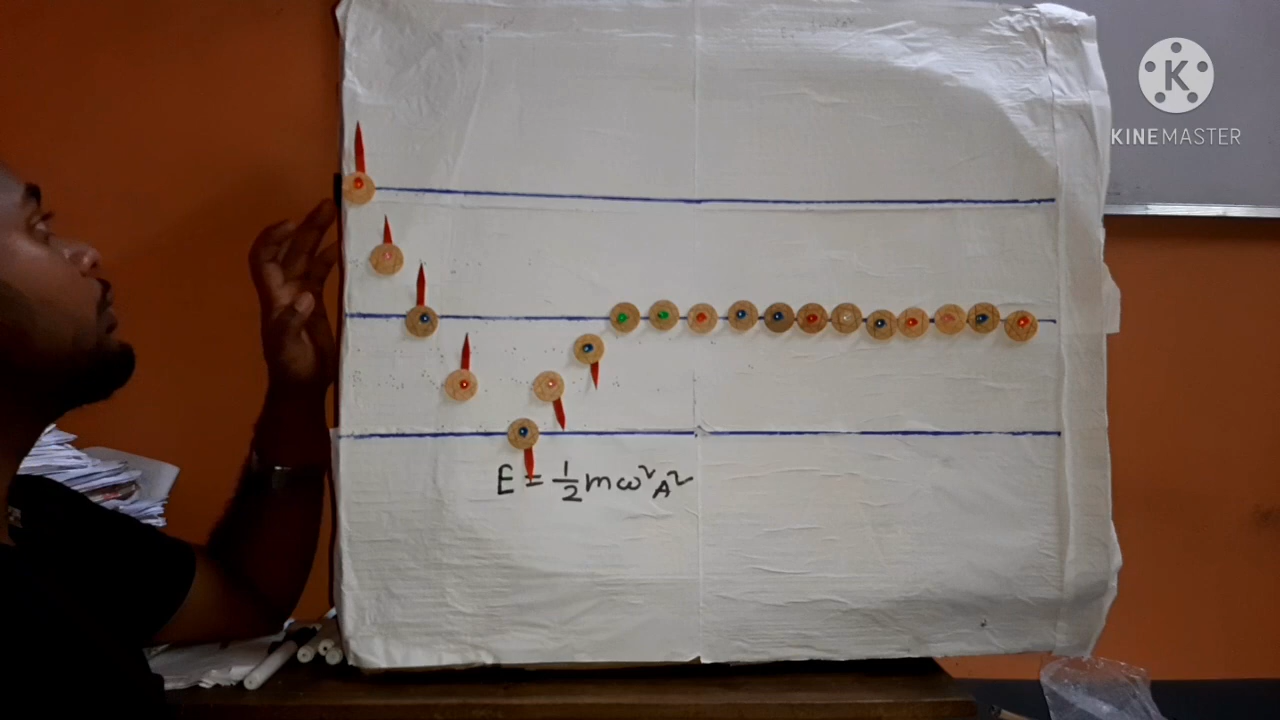 K
KINEMASTER
E = ½mω²A²